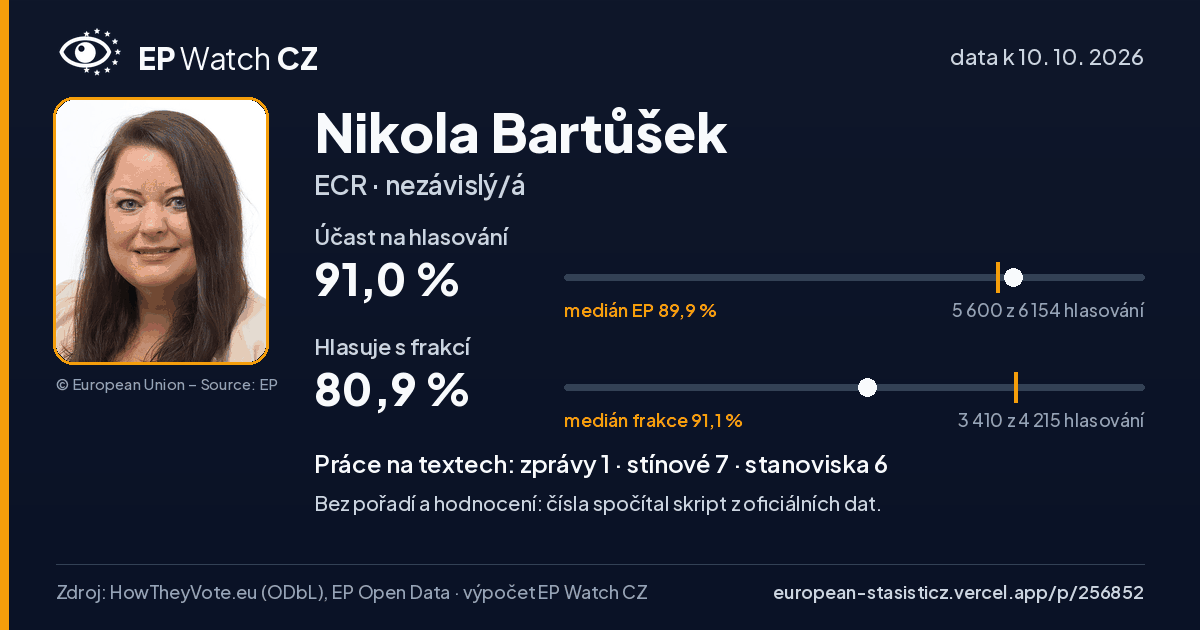 EP Watch CZ
data k 10. 10. 2026
Nikola Bartůšek
ECR · nezávislý/á
Účast na hlasování
91,0 %
medián EP 89,9 %
5 600 z 6 154 hlasování
Hlasuje s frakcí
80,9 %
medián frakce 91,1 %
3 410 z 4 215 hlasování
© European Union – Source: EP
Práce na textech: zprávy 1 · stínové 7 · stanoviska 6
Bez pořadí a hodnocení: čísla spočítal skript z oficiálních dat.
Zdroj: HowTheyVote.eu (ODbL), EP Open Data · výpočet EP Watch CZ
european-stasisticz.vercel.app/p/256852